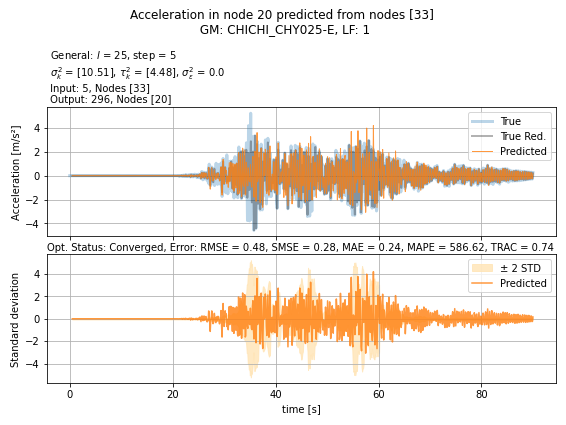 Acceleration in node 20 predicted from nodes [33]
GM: CHICHI_CHY025-E, LF: 1
General: l = 25, step = 5
σ²ₖ = [10.51], τ²ₖ = [4.48], σ²ε = 0.0
Input: 5, Nodes [33]
Output: 296, Nodes [20]
Acceleration [m/s²]
4
2
0
−2
−4
True
True Red.
Predicted
Opt. Status: Converged, Error: RMSE = 0.48, SMSE = 0.28, MAE = 0.24, MAPE = 586.62, TRAC = 0.74
Standard deviation
4
2
0
−2
−4
± 2 STD
Predicted
0 20 40 60 80
time [s]